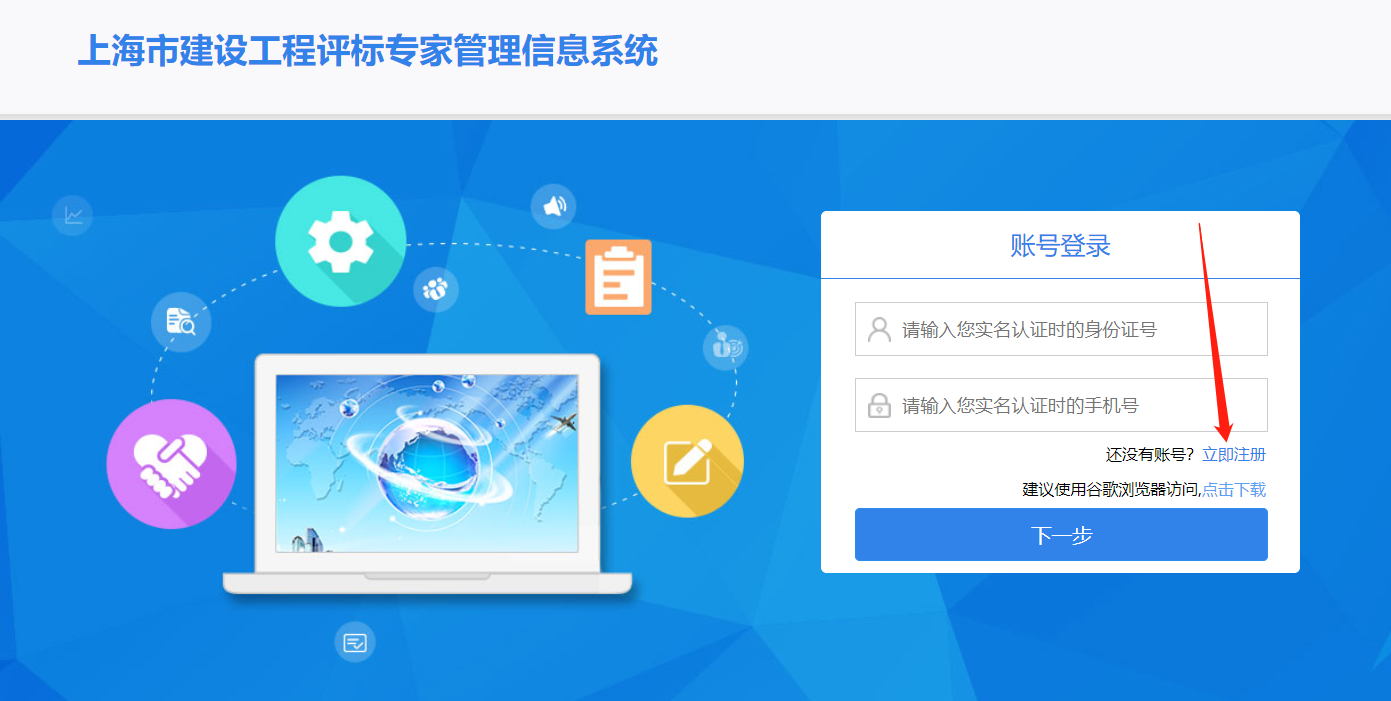 上海市建设工程评标专家管理信息系统
账号登录
请输入您实名认证时的身份证号
请输入您实名认证时的手机号
还没有账号？立即注册
建议使用谷歌浏览器访问,点击下载
下一步